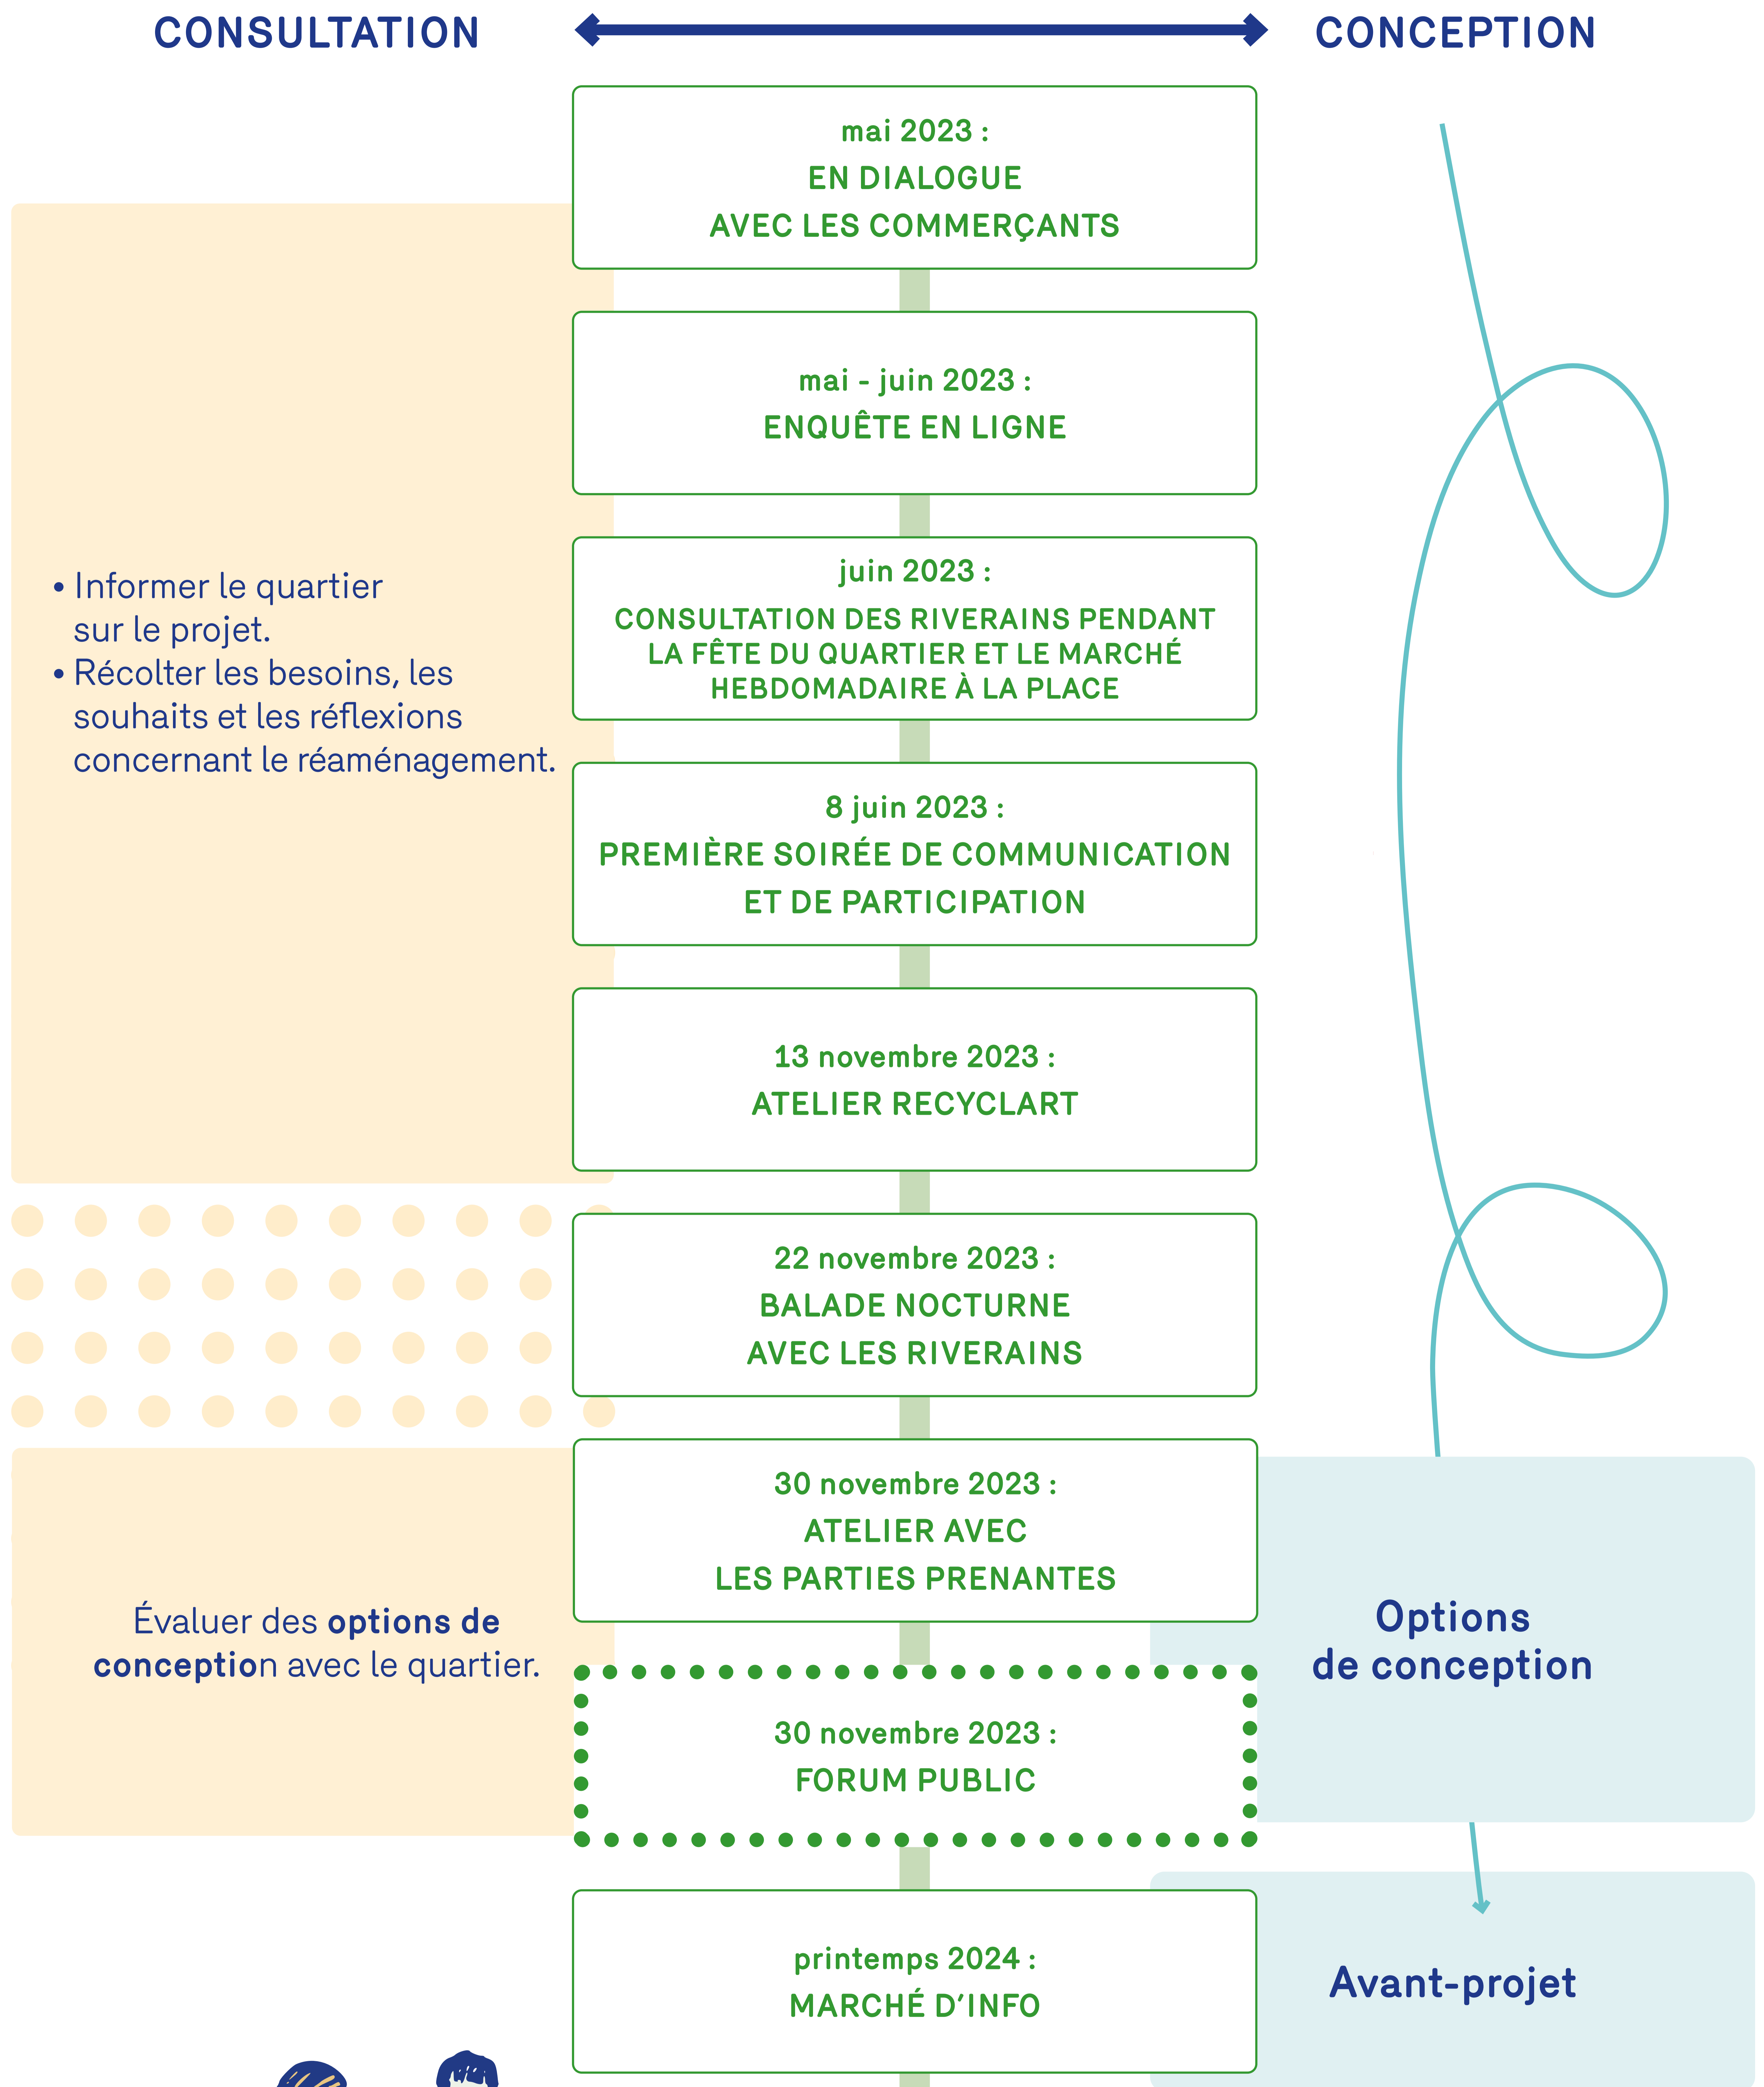 CONSULTATION
CONCEPTION
mai 2023 :
EN DIALOGUE
AVEC LES COMMERÇANTS
mai - juin 2023 :
ENQUÊTE EN LIGNE
• Informer le quartier
sur le projet.
• Récolter les besoins, les
souhaits et les réflexions
concernant le réaménagement.
juin 2023 :
CONSULTATION DES RIVERAINS PENDANT
LA FÊTE DU QUARTIER ET LE MARCHÉ
HEBDOMADAIRE À LA PLACE
8 juin 2023 :
PREMIÈRE SOIRÉE DE COMMUNICATION
ET DE PARTICIPATION
13 novembre 2023 :
ATELIER RECYCLART
22 novembre 2023 :
BALADE NOCTURNE
AVEC LES RIVERAINS
30 novembre 2023 :
ATELIER AVEC
LES PARTIES PRENANTES
Évaluer des options de
conception avec le quartier.
Options
de conception
30 novembre 2023 :
FORUM PUBLIC
printemps 2024 :
MARCHÉ D’INFO
Avant-projet